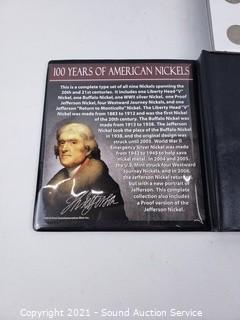 100 YEARS OF AMERICAN NICKELS
This is a complete type set of all nine Nickels spanning the
20th and 21st centuries. It includes one Liberty Head "V"
Nickel, one Buffalo Nickel, one WWII silver Nickel, one Proof
Jefferson Nickel, four Westward Journey Nickels, and one
Jefferson "Return to Monticello" Nickel. The Liberty Head "V"
Nickel was made from 1883 to 1912 and was the first Nickel
of the 20th century. The Buffalo Nickel was
made from 1913 to 1938. The Jefferson
Nickel took the place of the Buffalo Nickel
in 1938, and the original design was
struck until 2003. World War II
Emergency Silver Nickel was made
from 1942 to 1945 to help save
nickel metal. In 2004 and 2005,
the U.S. Mint struck four Westward
Journey Nickels, and in 2006,
the Jefferson Nickel returned
but with a new portrait of
Jefferson. This complete
collection also includes
a Proof version of the
Jefferson Nickel.
Th Jefferson
Copyright 2021 - Sound Auction Service